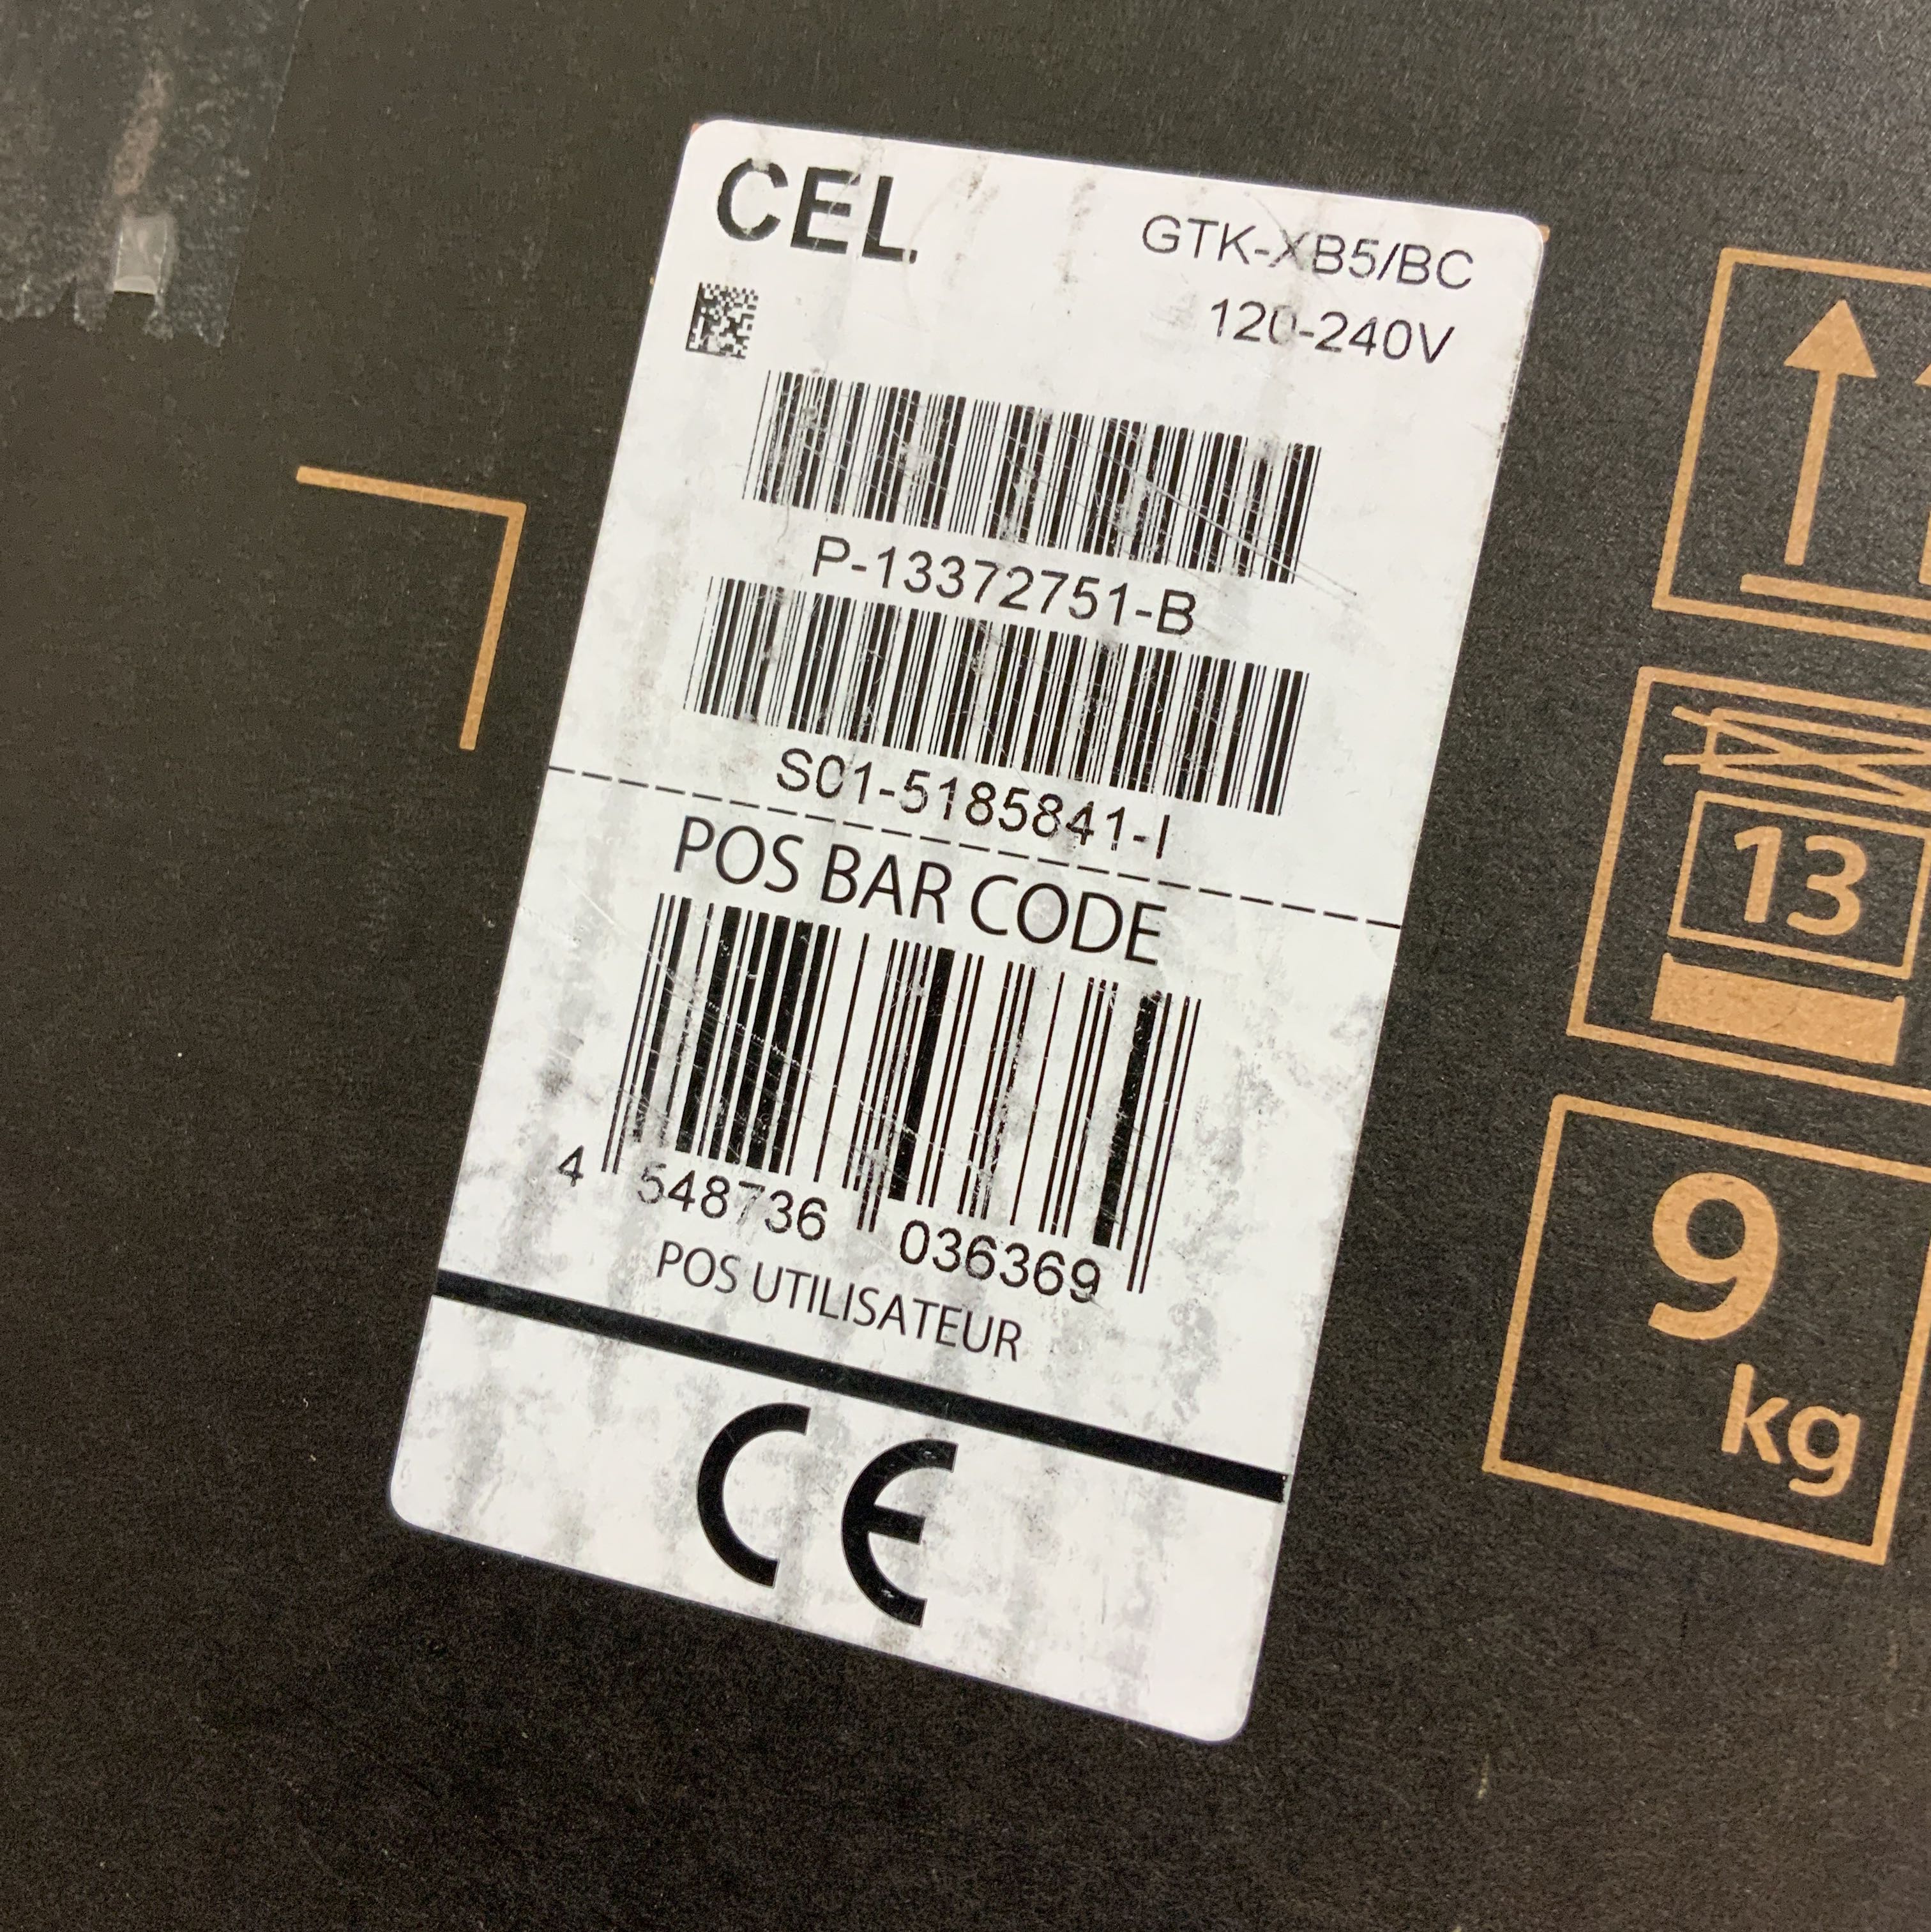 CEL
GTK-XB5/BC
120-240V
P-13372751-B
S01-5185841-I
POS BAR CODE
4 548736 036369
POS UTILISATEUR
CE
13
9
kg